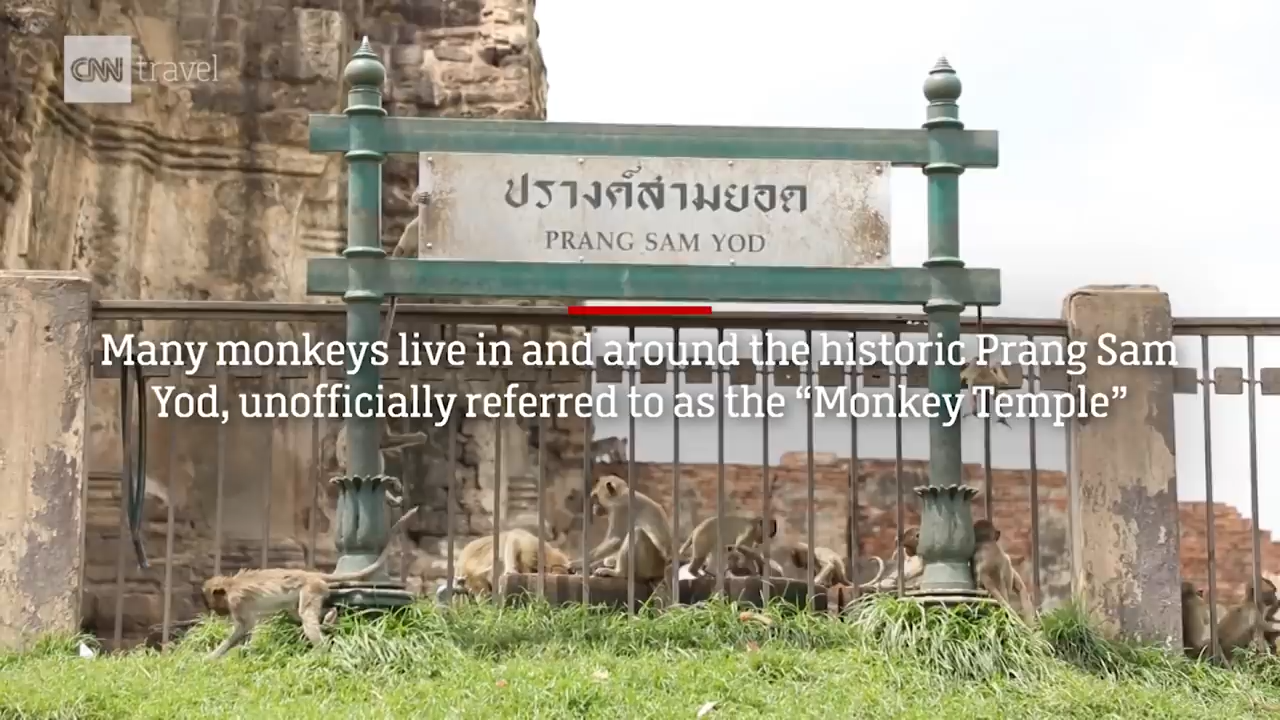 CNN travel
ปรางค์สามยอด
PRANG SAM YOD
Many monkeys live in and around the historic Prang Sam
Yod, unofficially referred to as the “Monkey Temple”